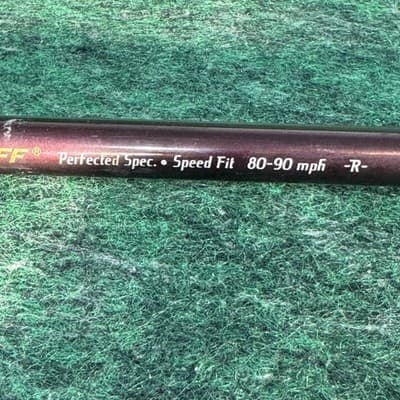 FF® Perfected Spec. • Speed Fit 80-90 mph -R-